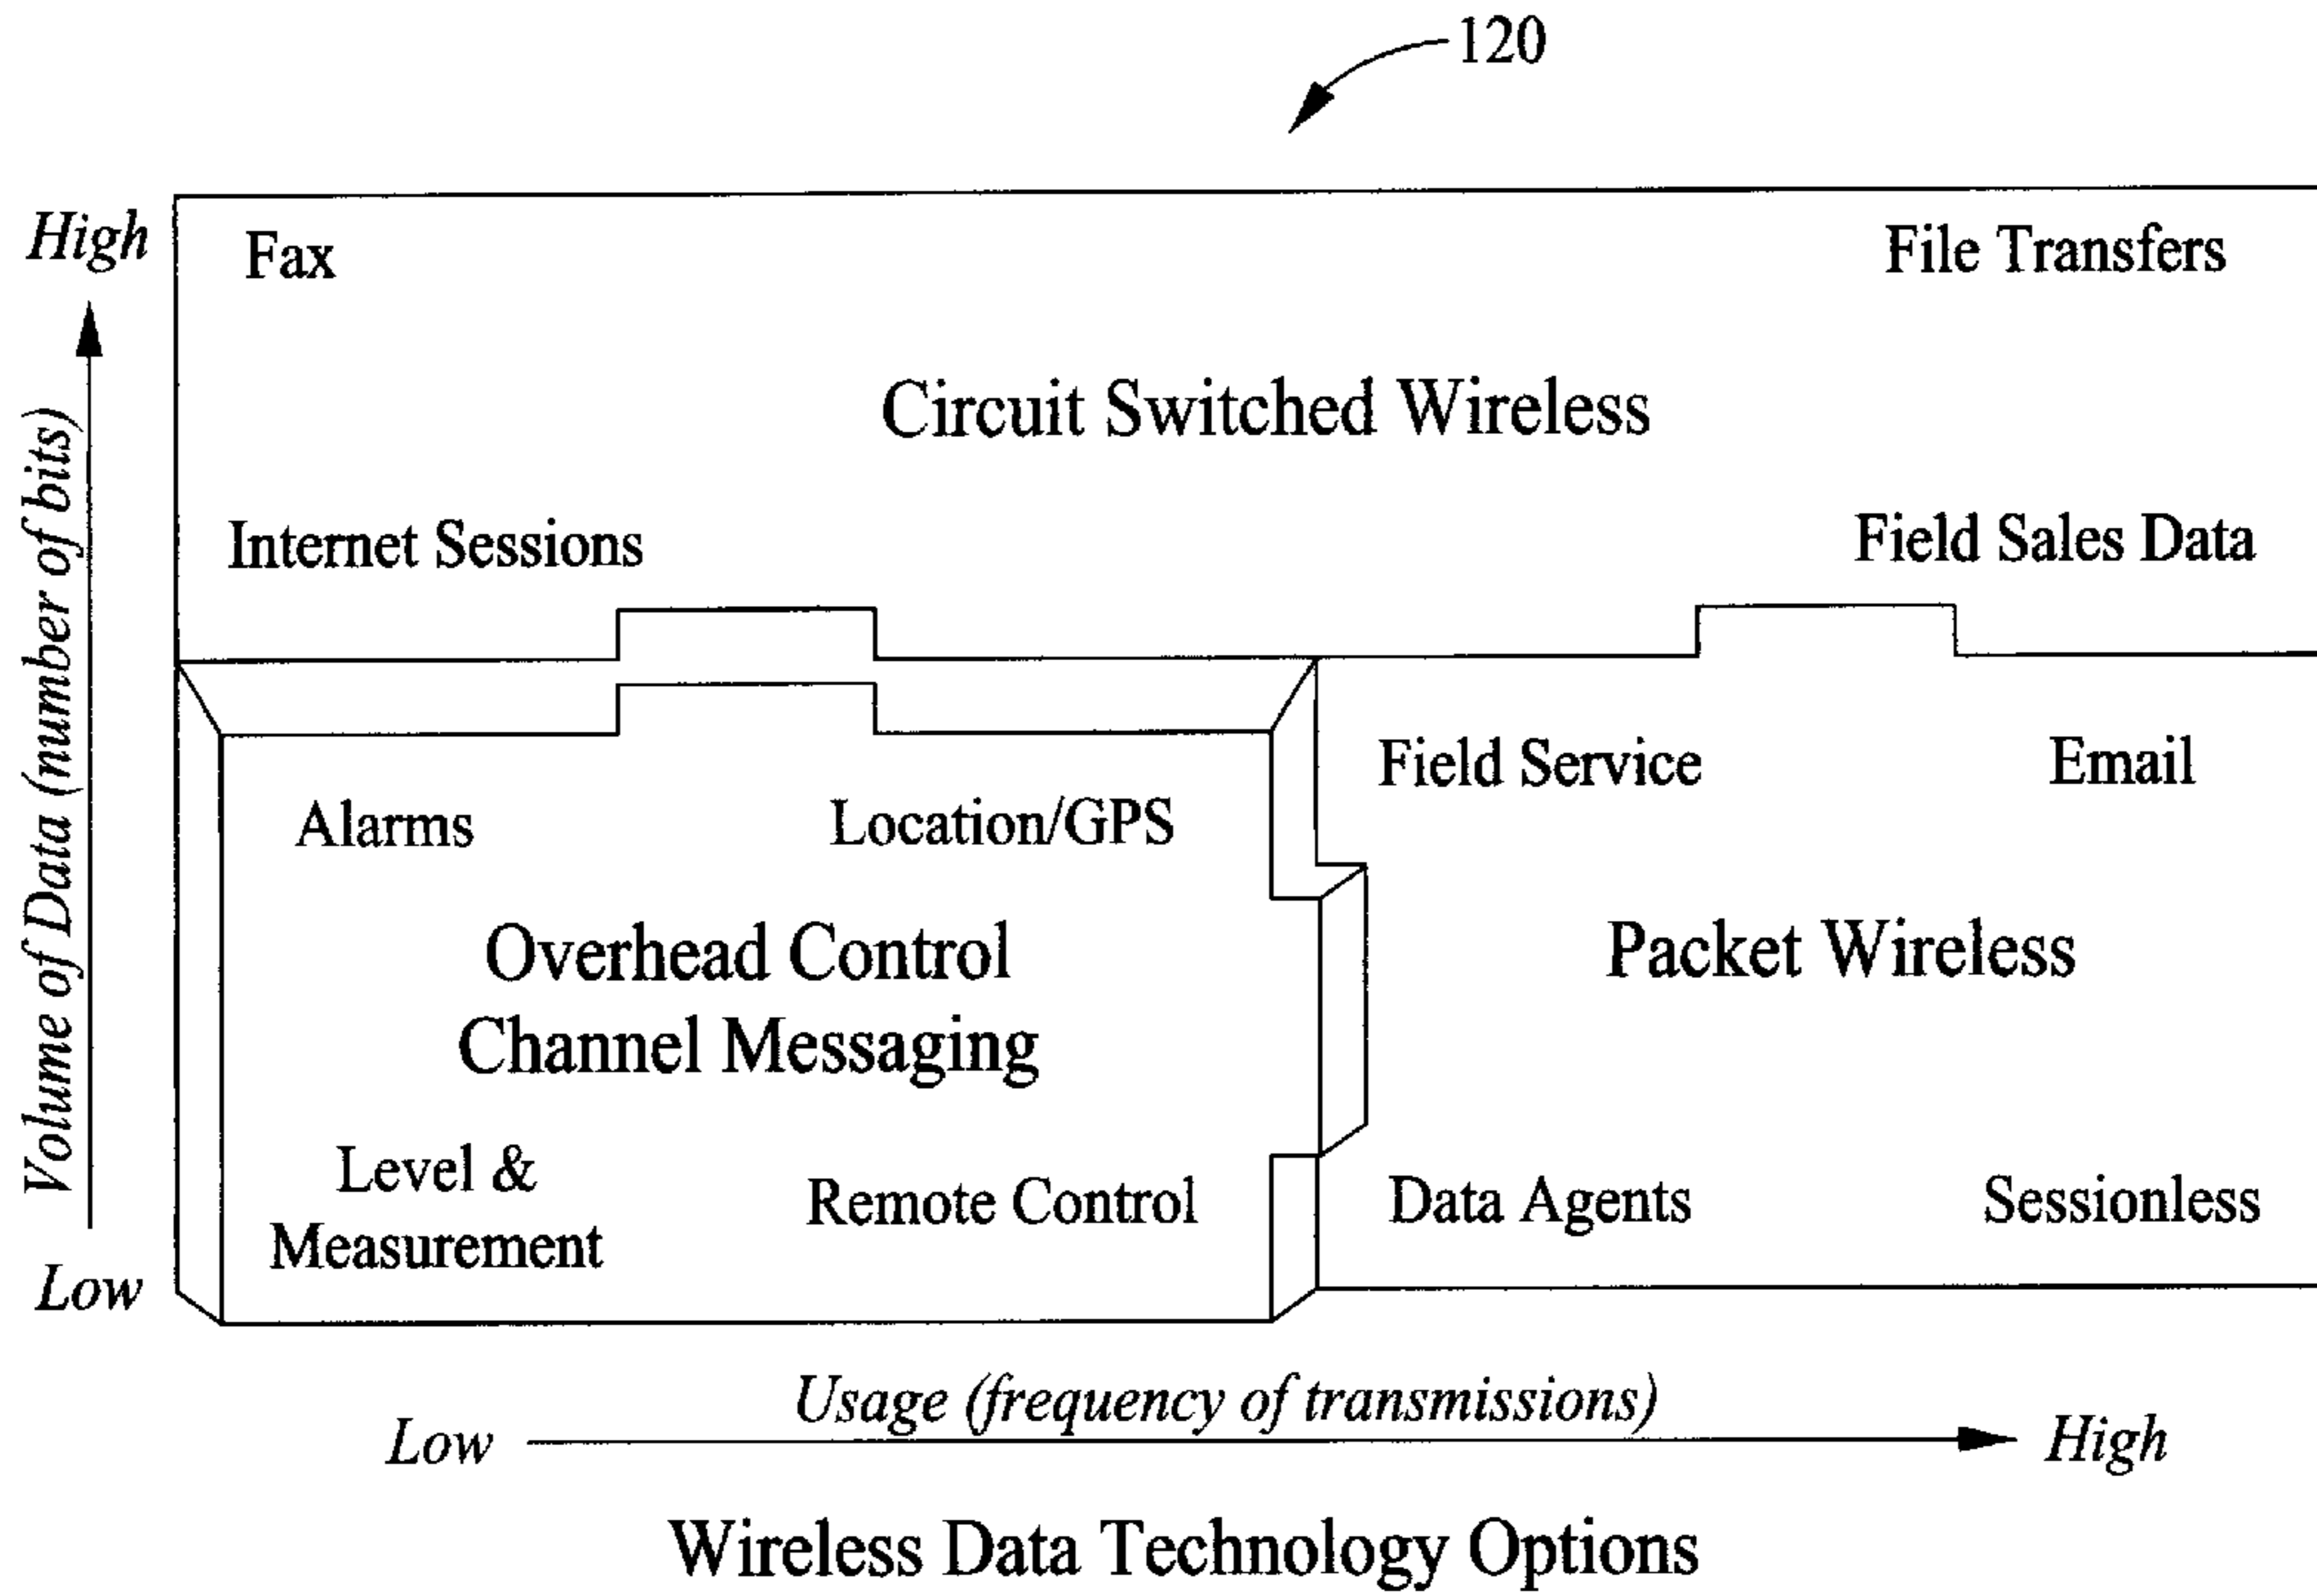 120
High
Fax
File Transfers
Circuit Switched Wireless
Internet Sessions
Field Sales Data
Volume of Data (number of bits)
Alarms
Location/GPS
Field Service
Email
Overhead Control
Channel Messaging
Packet Wireless
Level &
Measurement
Remote Control
Data Agents
Sessionless
Low
Usage (frequency of transmissions)
Low
High
Wireless Data Technology Options